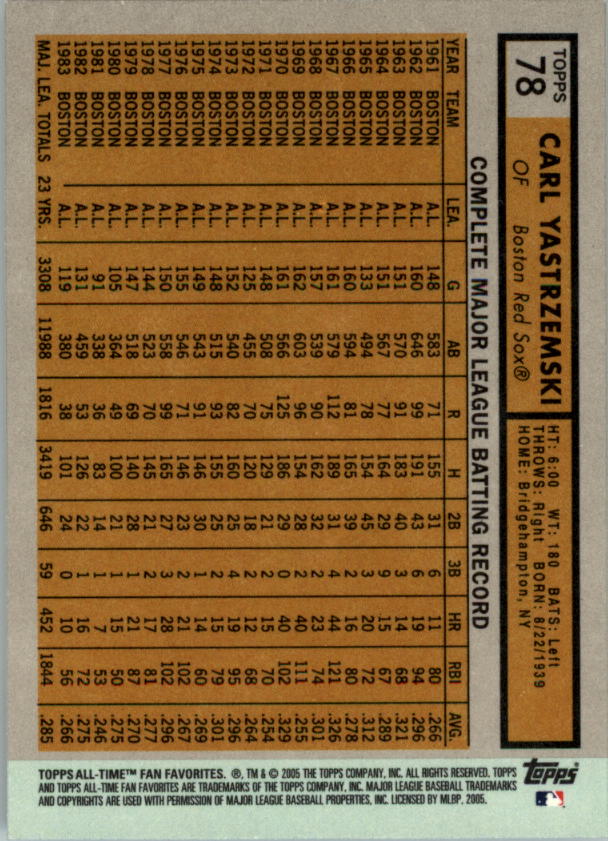 TOPPS
78
CARL YASTRZEMSKI
OF Boston Red Sox®
HT: 6:00 WT: 180 BATS: Left
THROWS: Right BORN: 8/22/1939
HOME: Bridgehampton, NY
COMPLETE MAJOR LEAGUE BATTING RECORD
YEAR TEAM LEA. G AB R H 2B 3B HR RBI AVG.
1961 BOSTON A.L. 148 583 71 155 31 6 11 80 .266
1962 BOSTON A.L. 160 646 99 191 43 6 19 94 .296
1963 BOSTON A.L. 151 570 91 183 40 3 14 68 .321
1964 BOSTON A.L. 151 567 77 164 29 9 15 67 .289
1965 BOSTON A.L. 133 494 78 154 45 3 20 72 .312
1966 BOSTON A.L. 160 594 81 165 39 2 16 80 .278
1967 BOSTON A.L. 161 579 112 189 31 4 44 121 .326
1968 BOSTON A.L. 157 539 90 162 32 2 23 74 .301
1969 BOSTON A.L. 162 603 96 154 28 2 40 111 .255
1970 BOSTON A.L. 161 566 125 186 29 0 40 102 .329
1971 BOSTON A.L. 148 508 75 129 21 2 15 70 .254
1972 BOSTON A.L. 125 455 70 120 18 2 12 68 .264
1973 BOSTON A.L. 152 540 82 160 25 4 19 95 .296
1974 BOSTON A.L. 148 515 93 155 25 2 15 79 .301
1975 BOSTON A.L. 149 543 91 146 30 1 14 60 .269
1976 BOSTON A.L. 155 546 71 146 23 2 21 102 .267
1977 BOSTON A.L. 150 558 99 165 27 3 28 102 .296
1978 BOSTON A.L. 144 523 70 145 21 2 17 81 .277
1979 BOSTON A.L. 147 518 69 140 28 1 21 87 .270
1980 BOSTON A.L. 105 364 49 100 21 1 15 50 .275
1981 BOSTON A.L. 91 338 36 83 14 1 7 53 .246
1982 BOSTON A.L. 131 459 53 126 22 1 16 72 .275
1983 BOSTON A.L. 119 380 38 101 24 0 10 56 .266
MAJ. LEA. TOTALS 23 YRS. 3308 11988 1816 3419 646 59 452 1844 .285
topps
TOPPS ALL-TIME™ FAN FAVORITES. ®, TM & © 2005 THE TOPPS COMPANY, INC. ALL RIGHTS RESERVED. TOPPS
AND TOPPS ALL-TIME FAN FAVORITES ARE TRADEMARKS OF THE TOPPS COMPANY, INC. MAJOR LEAGUE BASEBALL TRADEMARKS
AND COPYRIGHTS ARE USED WITH PERMISSION OF MAJOR LEAGUE BASEBALL PROPERTIES, INC. LICENSED BY MLBP, 2005.